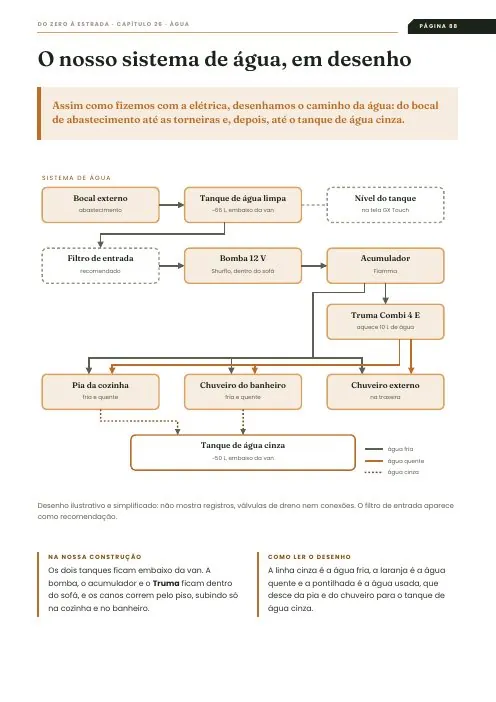 DO ZERO À ESTRADA · CAPÍTULO 26 · ÁGUA
PÁGINA 88
O nosso sistema de água, em desenho
Assim como fizemos com a elétrica, desenhamos o caminho da água: do bocal
de abastecimento até as torneiras e, depois, até o tanque de água cinza.
SISTEMA DE ÁGUA
Bocal externo
abastecimento
Tanque de água limpa
~65 L, embaixo da van
Nível do tanque
na tela GX Touch
Filtro de entrada
recomendado
Bomba 12 V
Shurflo, dentro do sofá
Acumulador
Fiamma
Truma Combi 4 E
aquece 10 L de água
Pia da cozinha
fria e quente
Chuveiro do banheiro
fria e quente
Chuveiro externo
na traseira
Tanque de água cinza
~50 L, embaixo da van
água fria
água quente
água cinza
Desenho ilustrativo e simplificado: não mostra registros, válvulas de dreno nem conexões. O filtro de entrada aparece
como recomendação.
NA NOSSA CONSTRUÇÃO
Os dois tanques ficam embaixo da van. A
bomba, o acumulador e o Truma ficam dentro
do sofá, e os canos correm pelo piso, subindo só
na cozinha e no banheiro.
COMO LER O DESENHO
A linha cinza é a água fria, a laranja é a água
quente e a pontilhada é a água usada, que
desce da pia e do chuveiro para o tanque de
água cinza.